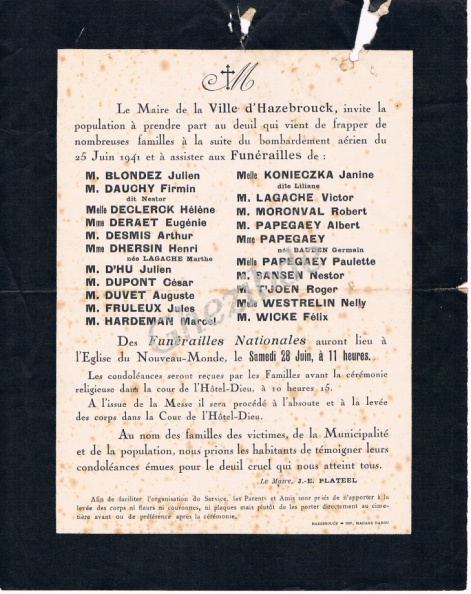 M
Le Maire de la Ville d'Hazebrouck, invite la
population à prendre part au deuil qui vient de frapper de
nombreuses familles à la suite du bombardement aérien du
25 Juin 1941 et à assister aux Funérailles de :
M. BLONDEZ Julien
M. DAUCHY Firmin
dit Nestor
Melle DECLERCK Hélène
Mme DERAET Eugénie
M. DESMIS Arthur
Mme DHERSIN Henri
née LAGACHE Marthe
M. D'HU Julien
M. DUPONT César
M. DUVET Auguste
M. FRULEUX Jules
M. HARDEMAN Marcel
Melle KONIECZKA Janine
dite Liliane
M. LAGACHE Victor
M. MORONVAL Robert
M. PAPEGAEY Albert
Mme PAPEGAEY
née BAUDEN Germain
Melle PAPEGAEY Paulette
M. SANSEN Nestor
M. T'JOEN Roger
Melle WESTRELIN Nelly
M. WICKE Félix
Des Funérailles Nationales auront lieu à
l'Eglise du Nouveau-Monde, le Samedi 28 Juin, à 11 heures.
Les condoléances seront reçues par les Familles avant la cérémonie
religieuse dans la cour de l'Hôtel-Dieu, à 10 heures 15.
A l'issue de la Messe il sera procédé à l'absoute et à la levée
des corps dans la Cour de l'Hôtel-Dieu.
Au nom des familles des victimes, de la Municipalité
et de la population, nous prions les habitants de témoigner leurs
condoléances émues pour le deuil cruel qui nous atteint tous.
Le Maire, J.-E. PLATEEL
Afin de faciliter l'organisation du Service, les Parents et Amis sont priés de n'apporter à la
levée des corps ni fleurs ni couronnes, ni plaques mais plutôt de les porter directement au cime-
tière avant ou de préférence après la cérémonie.
HAZEBROUCK — IMP.